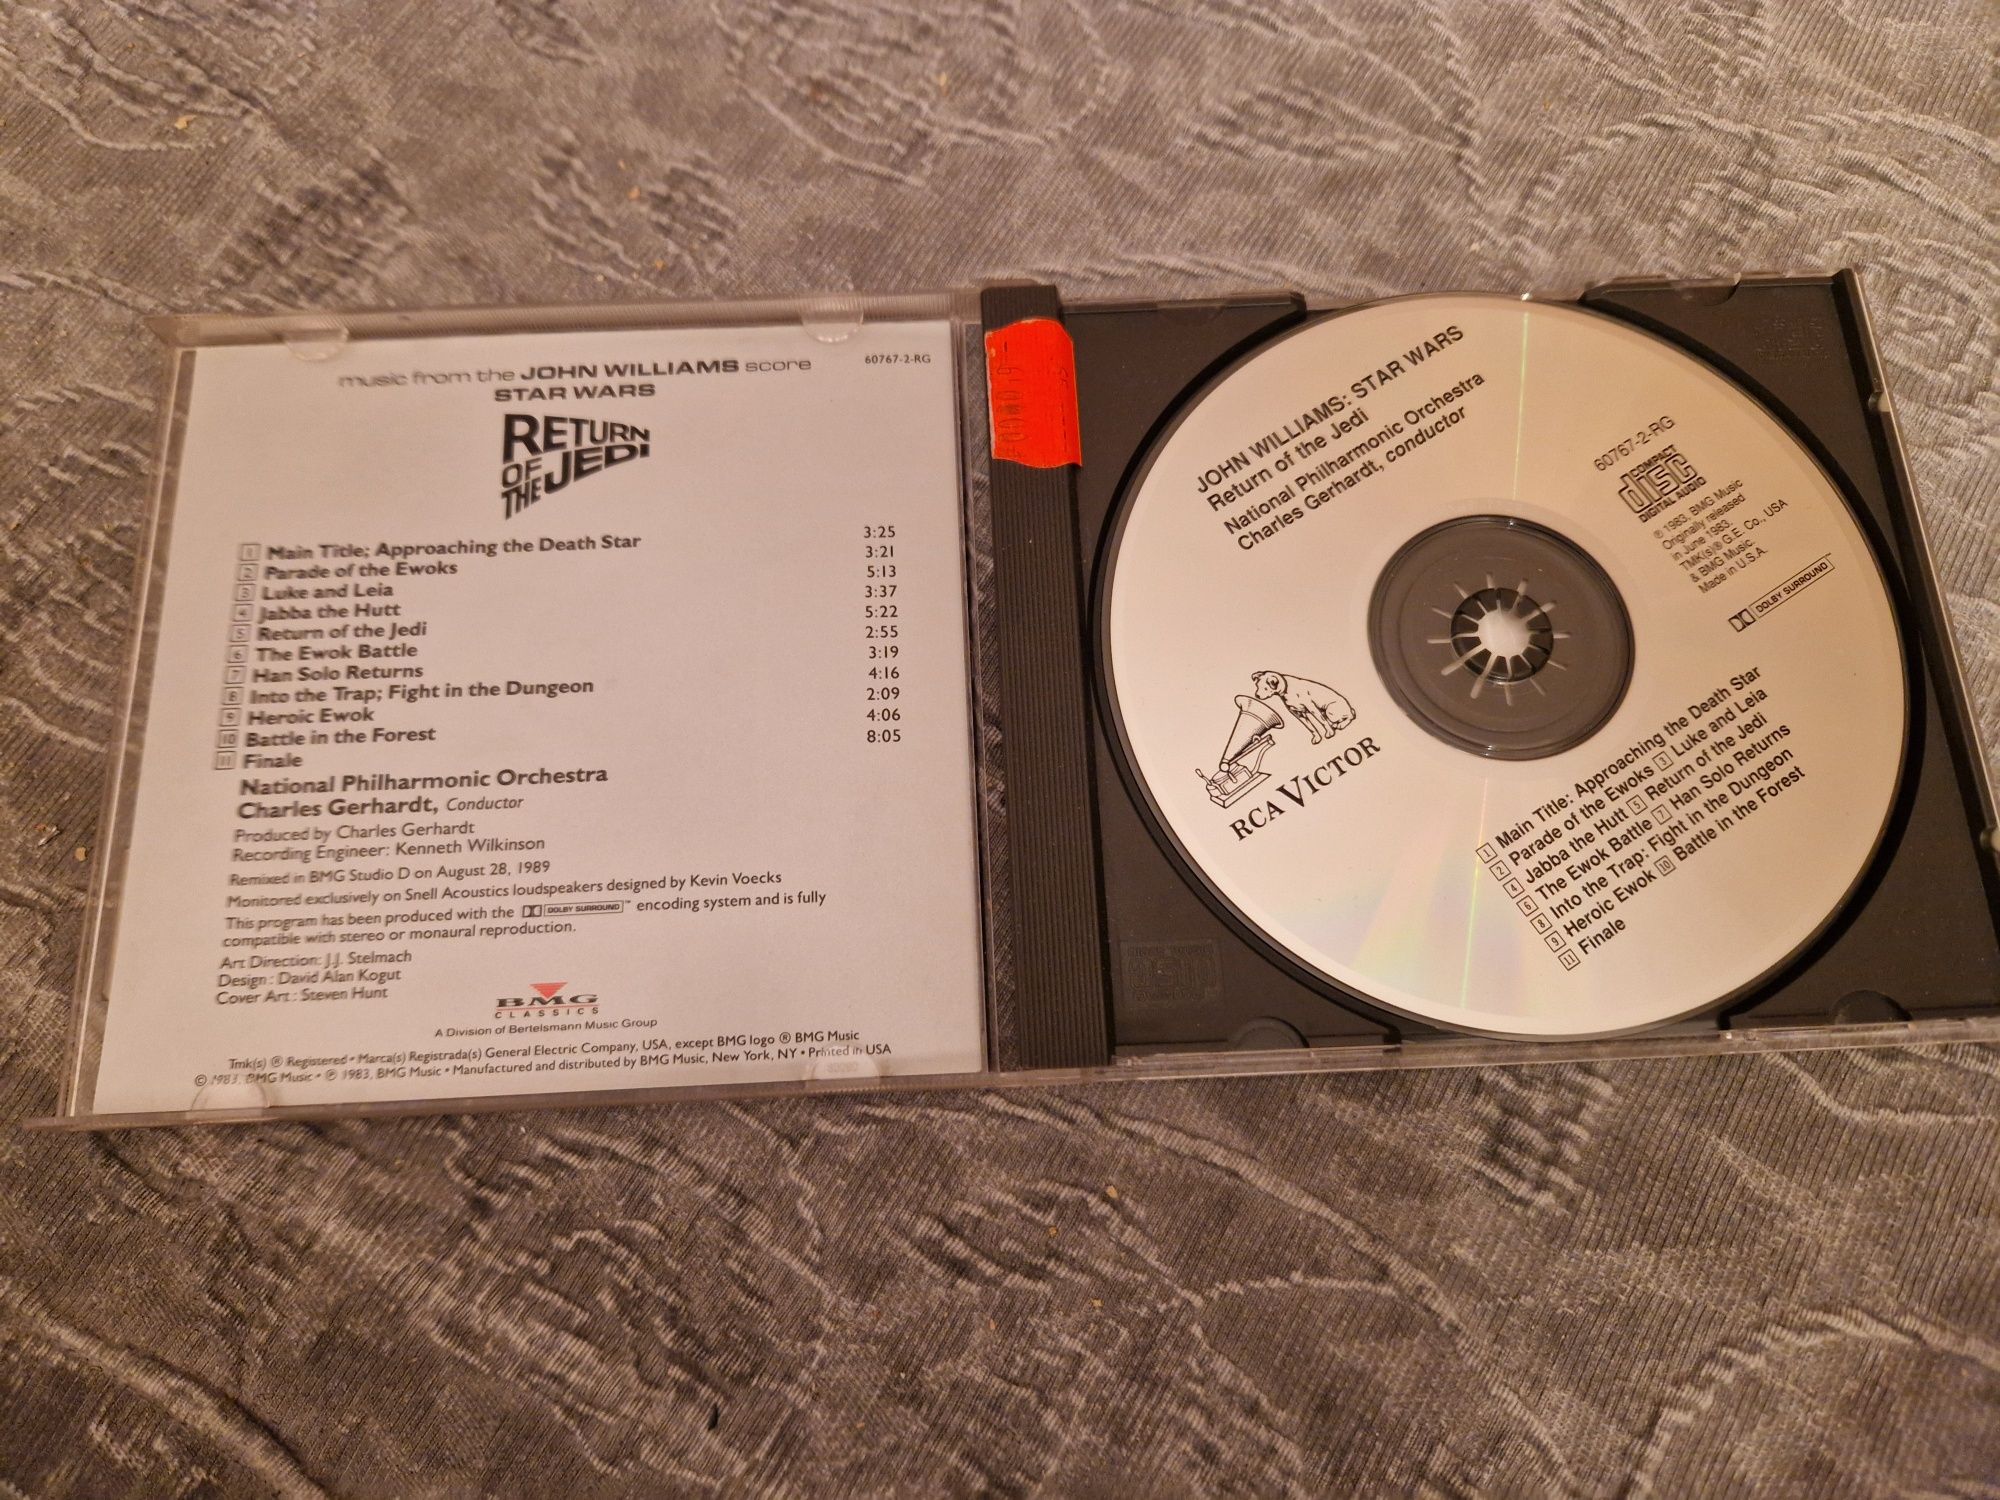 music from the JOHN WILLIAMS score
60767-2-RG
STAR WARS
RETURN
OF
THE JEDI
1 Main Title; Approaching the Death Star 3:25
2 Parade of the Ewoks 3:21
3 Luke and Leia 5:13
4 Jabba the Hutt 3:37
5 Return of the Jedi 5:22
6 The Ewok Battle 2:55
7 Han Solo Returns 3:19
8 Into the Trap; Fight in the Dungeon 4:16
9 Heroic Ewok 2:09
10 Battle in the Forest 4:06
11 Finale 8:05
National Philharmonic Orchestra
Charles Gerhardt, Conductor
Produced by Charles Gerhardt
Recording Engineer: Kenneth Wilkinson
Remixed in BMG Studio D on August 28, 1989
Monitored exclusively on Snell Acoustics loudspeakers designed by Kevin Voecks
This program has been produced with the DOLBY SURROUND™ encoding system and is fully
compatible with stereo or monaural reproduction.
Art Direction: J.J. Stelmach
Design: David Alan Kogut
Cover Art: Steven Hunt
BMG
CLASSICS
A Division of Bertelsmann Music Group
Tmk(s) ® Registered • Marca(s) Registrada(s) General Electric Company, USA, except BMG logo ® BMG Music
© 1983, BMG Music • ℗ 1983, BMG Music • Manufactured and distributed by BMG Music, New York, NY • Printed in USA
JOHN WILLIAMS: STAR WARS
Return of the Jedi
National Philharmonic Orchestra
Charles Gerhardt, conductor
60767-2-RG
COMPACT
disc
DIGITAL AUDIO
℗ 1983, BMG Music
Originally released
in June 1983.
TMK(s)® G.E. Co., USA
& BMG Music.
Made in U.S.A.
DOLBY SURROUND™
RCA VICTOR
1 Main Title: Approaching the Death Star
2 Parade of the Ewoks 3 Luke and Leia
4 Jabba the Hutt 5 Return of the Jedi
6 The Ewok Battle 7 Han Solo Returns
8 Into the Trap: Fight in the Dungeon
9 Heroic Ewok 10 Battle in the Forest
11 Finale